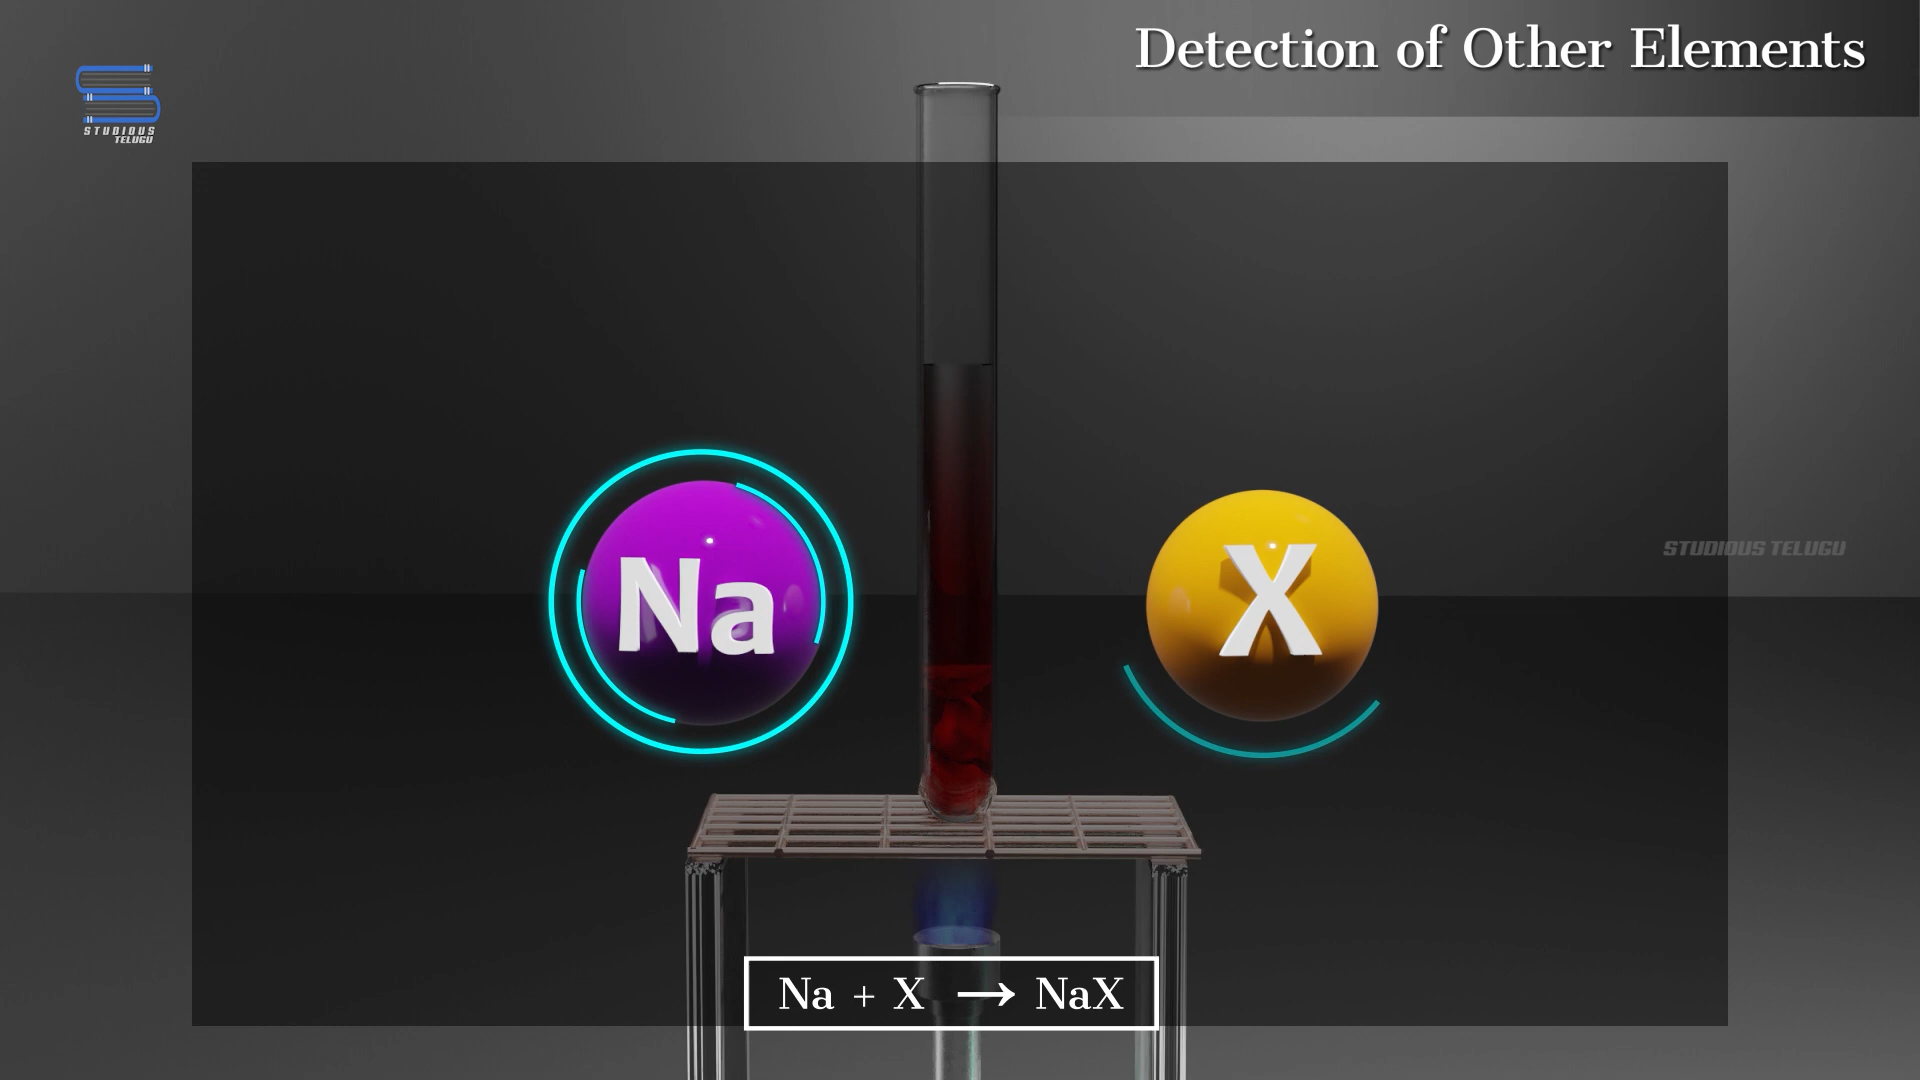 Detection of Other Elements
STUDIOUS
TELUGU
Na
X
STUDIOUS TELUGU
Na + X → NaX